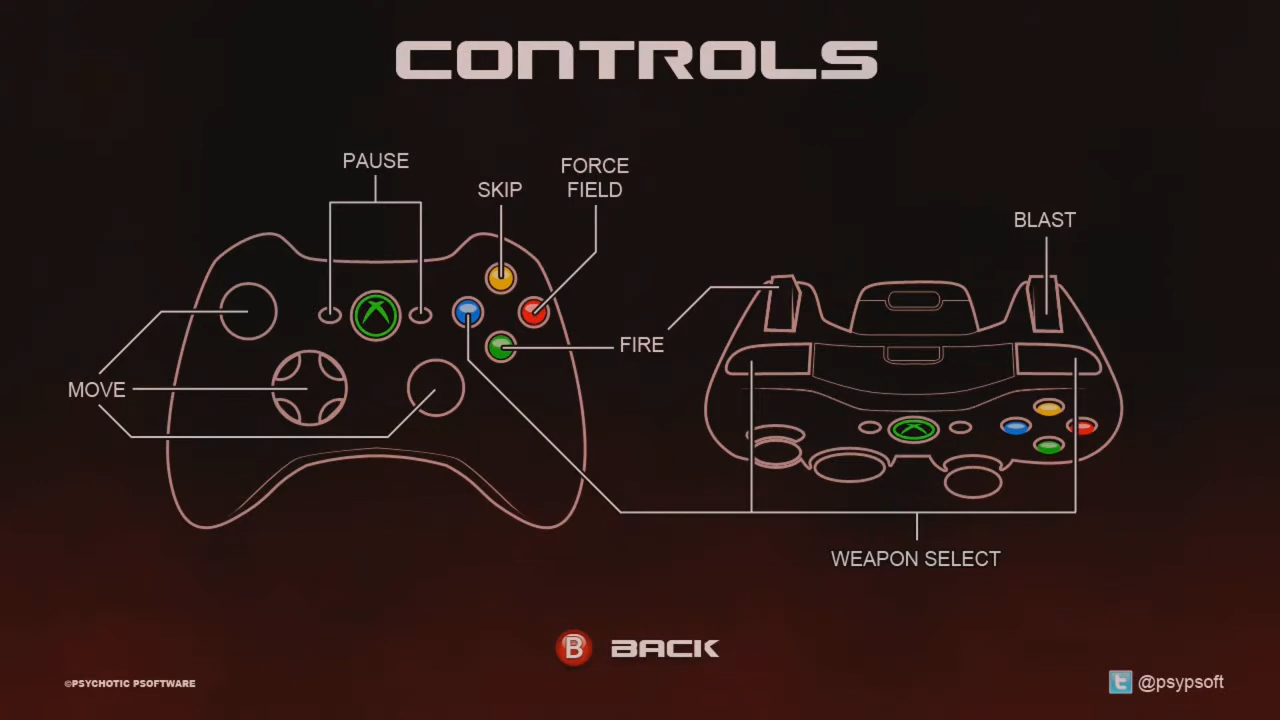 CONTROLS
PAUSE
FORCE
FIELD
SKIP
BLAST
FIRE
MOVE
WEAPON SELECT
B BACK
©PSYCHOTIC PSOFTWARE
@psypsoft